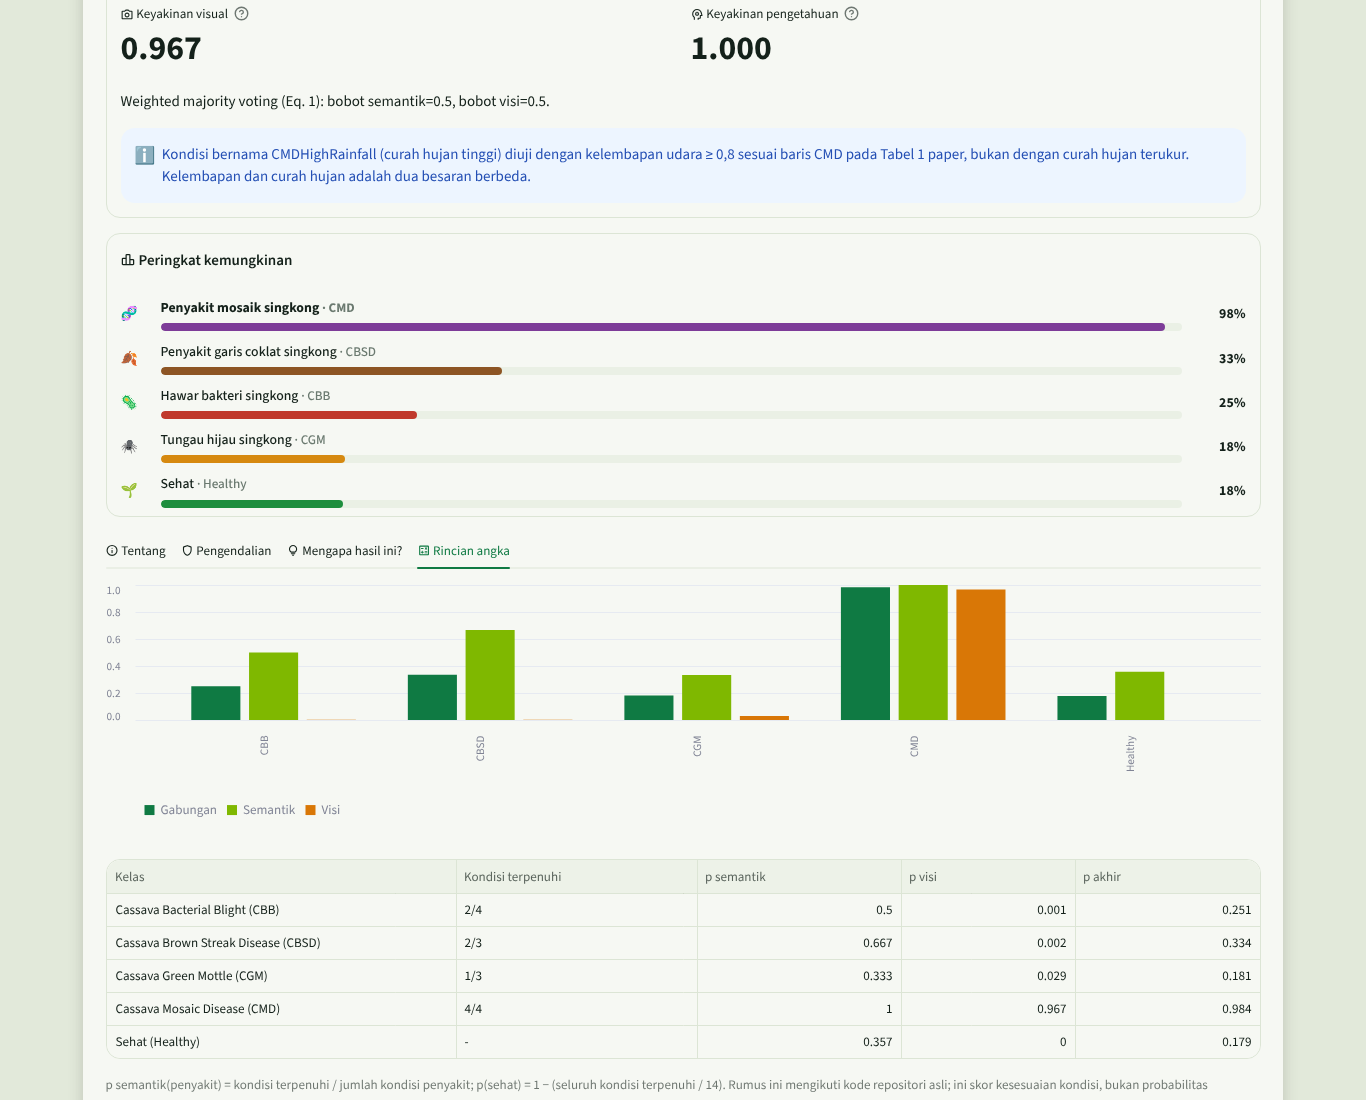 Keyakinan visual
Keyakinan pengetahuan
0.967
1.000
Weighted majority voting (Eq. 1): bobot semantik=0.5, bobot visi=0.5.
Kondisi bernama CMDHighRainfall (curah hujan tinggi) diuji dengan kelembapan udara ≥ 0,8 sesuai baris CMD pada Tabel 1 paper, bukan dengan curah hujan terukur.
Kelembapan dan curah hujan adalah dua besaran berbeda.
Peringkat kemungkinan
Penyakit mosaik singkong · CMD
98%
Penyakit garis coklat singkong · CBSD
33%
Hawar bakteri singkong · CBB
25%
Tungau hijau singkong · CGM
18%
Sehat · Healthy
18%
Tentang
Pengendalian
Mengapa hasil ini?
Rincian angka
1.0
0.8
0.6
0.4
0.2
0.0
CBB
CBSD
CGM
CMD
Healthy
Gabungan
Semantik
Visi
Kelas Kondisi terpenuhi p semantik p visi p akhir
Cassava Bacterial Blight (CBB) 2/4 0.5 0.001 0.251
Cassava Brown Streak Disease (CBSD) 2/3 0.667 0.002 0.334
Cassava Green Mottle (CGM) 1/3 0.333 0.029 0.181
Cassava Mosaic Disease (CMD) 4/4 1 0.967 0.984
Sehat (Healthy) - 0.357 0 0.179
p semantik(penyakit) = kondisi terpenuhi / jumlah kondisi penyakit; p(sehat) = 1 − (seluruh kondisi terpenuhi / 14). Rumus ini mengikuti kode repositori asli; ini skor kesesuaian kondisi, bukan probabilitas